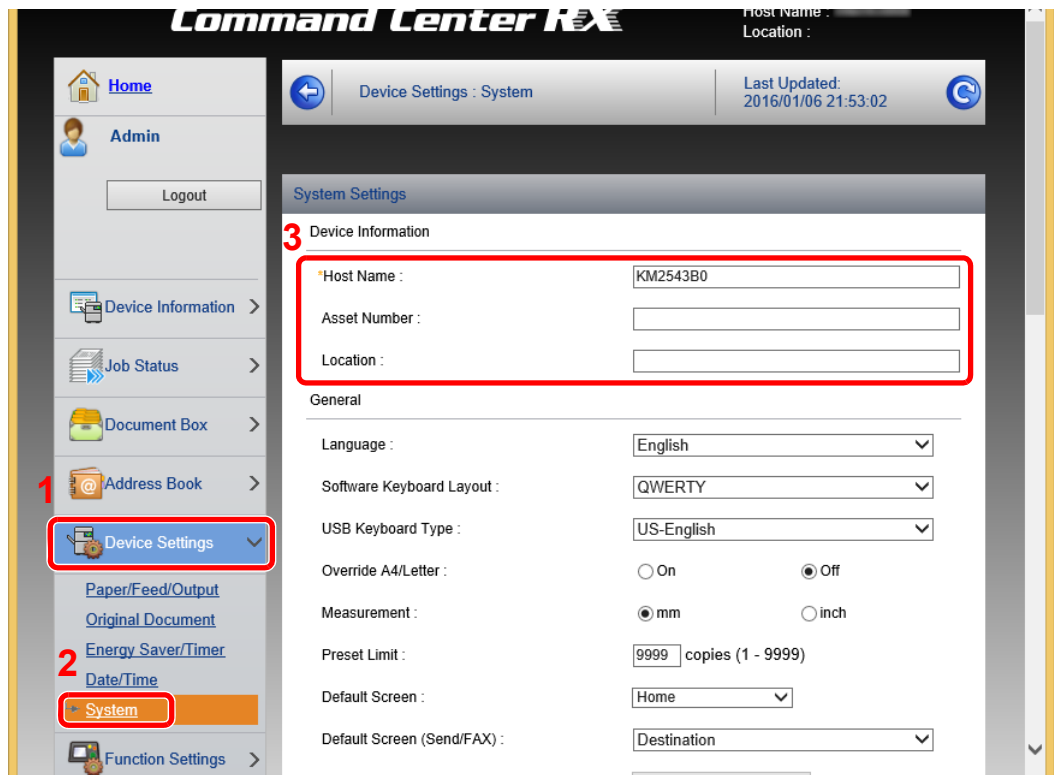 Command Center RX
Host Name :
Location :
Home
Admin
Logout
Device Settings : System
Last Updated:
2016/01/06 21:53:02
Device Information
Job Status
Document Box
Address Book
1
Device Settings
Paper/Feed/Output
Original Document
Energy Saver/Timer
2
Date/Time
System
Function Settings
System Settings
3
Device Information
*Host Name : KM2543B0
Asset Number :
Location :
General
Language : English
Software Keyboard Layout : QWERTY
USB Keyboard Type : US-English
Override A4/Letter : On Off
Measurement : mm inch
Preset Limit : 9999 copies (1 - 9999)
Default Screen : Home
Default Screen (Send/FAX) : Destination